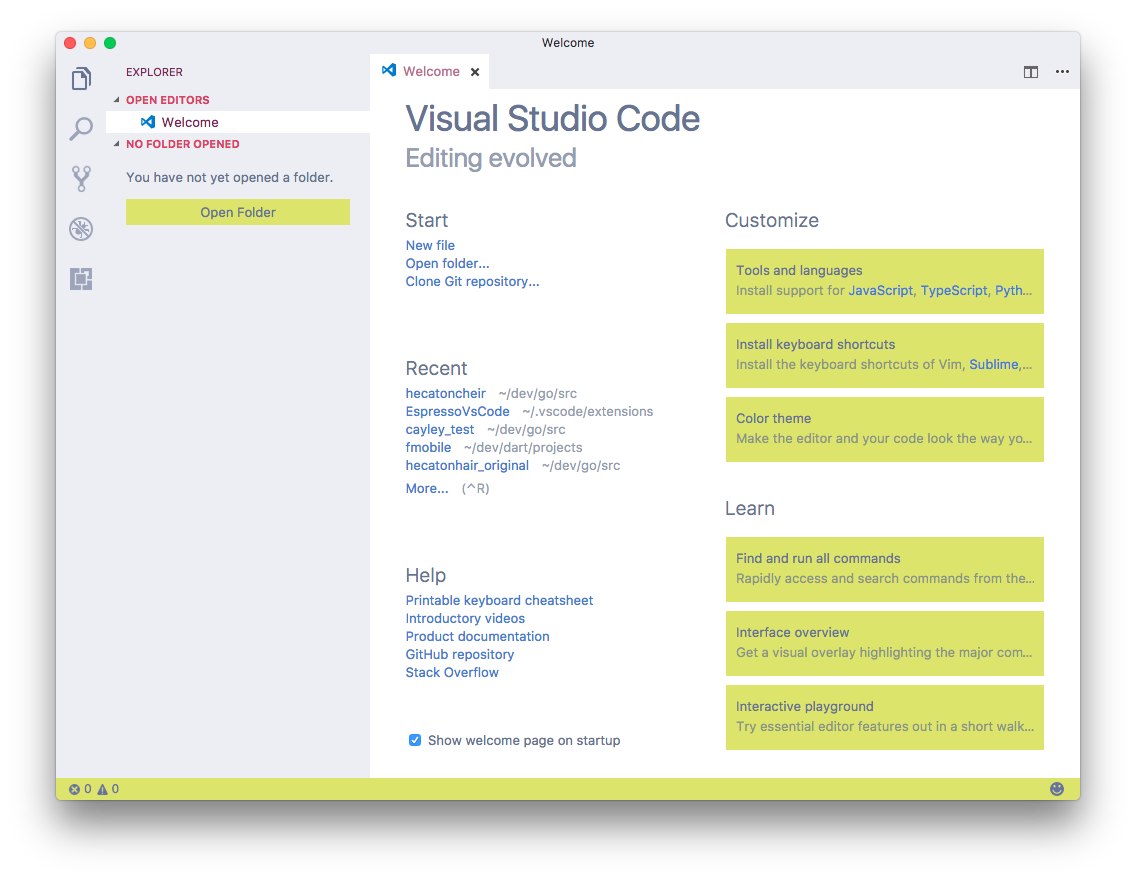 Welcome
EXPLORER
OPEN EDITORS
Welcome
NO FOLDER OPENED
You have not yet opened a folder.
Open Folder
Welcome
Visual Studio Code
Editing evolved
Start
New file
Open folder...
Clone Git repository...
Recent
hecatoncheir ~/dev/go/src
EspressoVsCode ~/.vscode/extensions
cayley_test ~/dev/go/src
fmobile ~/dev/dart/projects
hecatonhair_original ~/dev/go/src
More... (^R)
Help
Printable keyboard cheatsheet
Introductory videos
Product documentation
GitHub repository
Stack Overflow
Show welcome page on startup
Customize
Tools and languages
Install support for JavaScript, TypeScript, Pyth...
Install keyboard shortcuts
Install the keyboard shortcuts of Vim, Sublime,...
Color theme
Make the editor and your code look the way yo...
Learn
Find and run all commands
Rapidly access and search commands from the...
Interface overview
Get a visual overlay highlighting the major com...
Interactive playground
Try essential editor features out in a short walk...
0 0